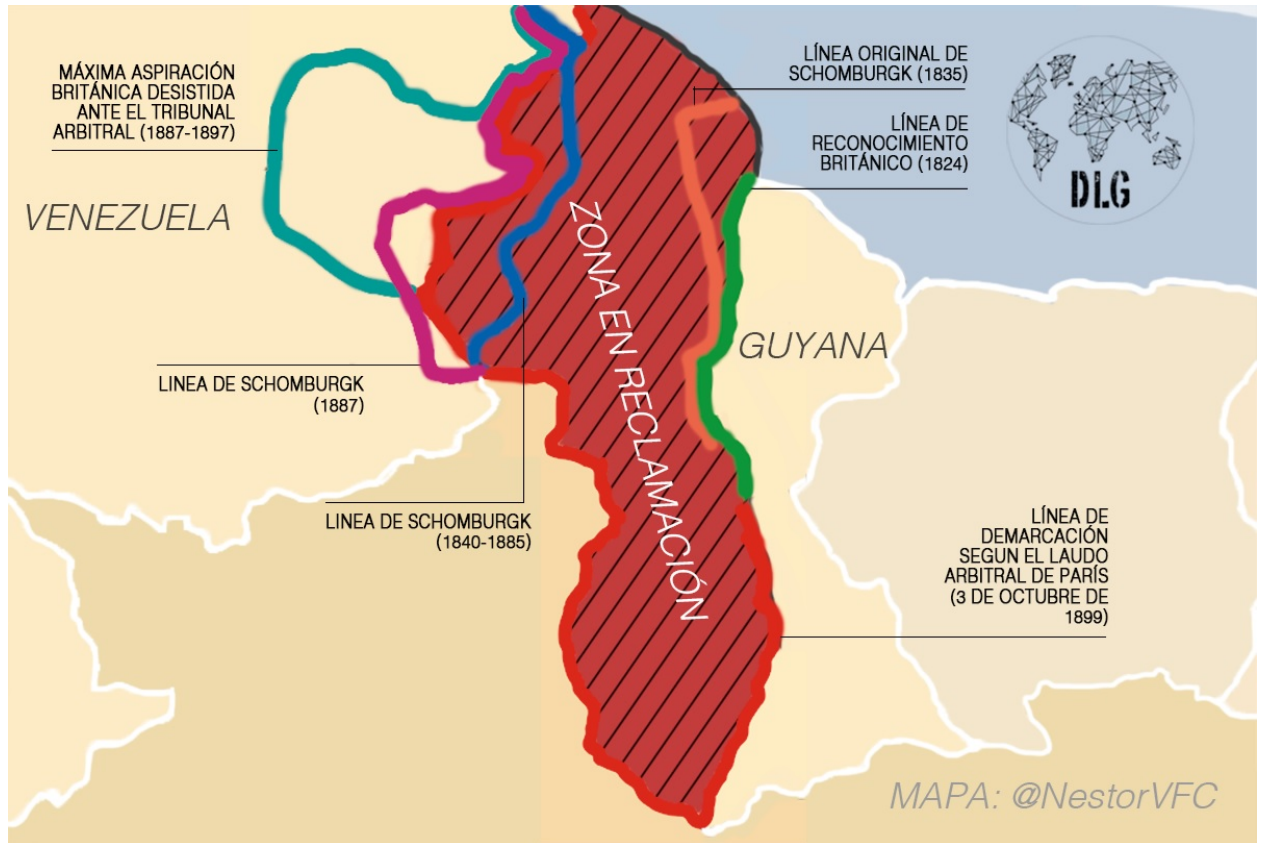 MÁXIMA ASPIRACIÓN
BRITÁNICA DESISTIDA
ANTE EL TRIBUNAL
ARBITRAL (1887-1897)
LÍNEA ORIGINAL DE
SCHOMBURGK (1835)
LÍNEA DE
RECONOCIMIENTO
BRITÁNICO (1824)
DLG
VENEZUELA
ZONA EN RECLAMACIÓN
GUYANA
LINEA DE SCHOMBURGK
(1887)
LINEA DE SCHOMBURGK
(1840-1885)
LÍNEA DE
DEMARCACIÓN
SEGUN EL LAUDO
ARBITRAL DE PARÍS
(3 DE OCTUBRE DE
1899)
MAPA: @NestorVFC